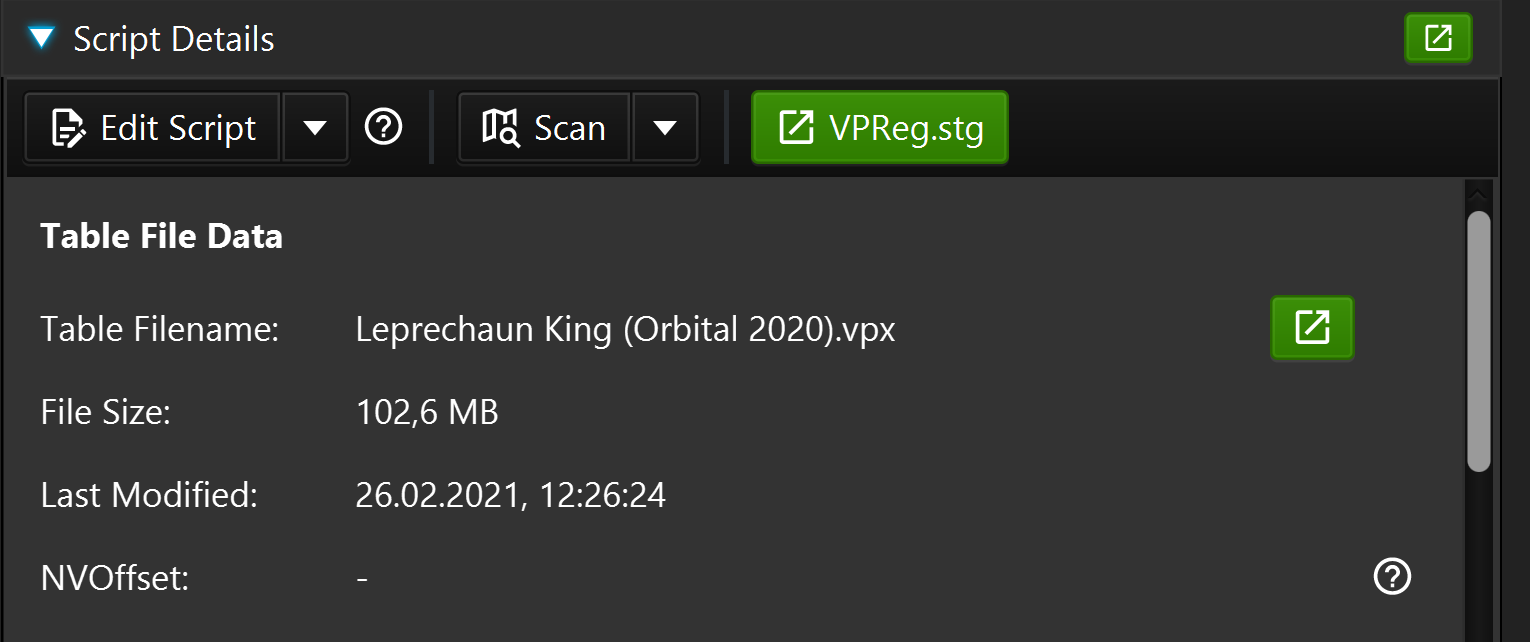 Script Details
Edit Script Scan VPReg.stg
Table File Data
Table Filename: Leprechaun King (Orbital 2020).vpx
File Size: 102,6 MB
Last Modified: 26.02.2021, 12:26:24
NVOffset: -